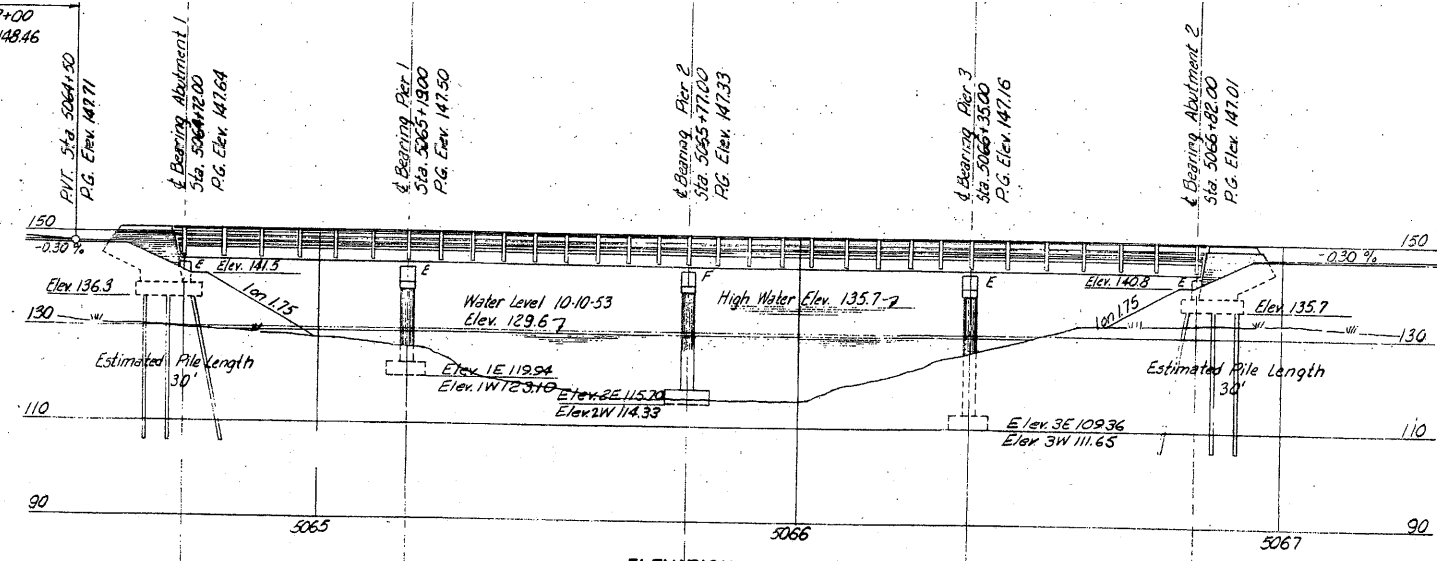 148.46
P.V.T. Sta. 5064+50
P.G. Elev. 147.71
℄ Bearing Abutment 1
Sta. 5064+72.00
P.G. Elev. 147.64
℄ Bearing Pier 1
Sta. 5065+19.00
P.G. Elev. 147.50
℄ Bearing Pier 2
Sta. 5065+77.00
P.G. Elev. 147.33
℄ Bearing Pier 3
Sta. 5066+35.00
P.G. Elev. 147.16
℄ Bearing Abutment 2
Sta. 5066+82.00
P.G. Elev. 147.01
150
-0.30 %
150
-0.30 %
E
Elev. 141.5
E
F
E
Elev. 140.8
E
Elev. 136.3
1 on 1.75
Water Level 10-10-53
Elev. 129.6
High Water Elev. 135.7
1 on 1.75
Elev. 135.7
130
130
Estimated Pile Length
30'
Elev. 1E 119.94
Elev. 1W 123.10
Elev. 2E 115.20
Elev. 2W 114.33
Estimated Pile Length
30'
110
Elev. 3E 109.36
Elev. 3W 111.65
110
90
5065
5066
5067
90